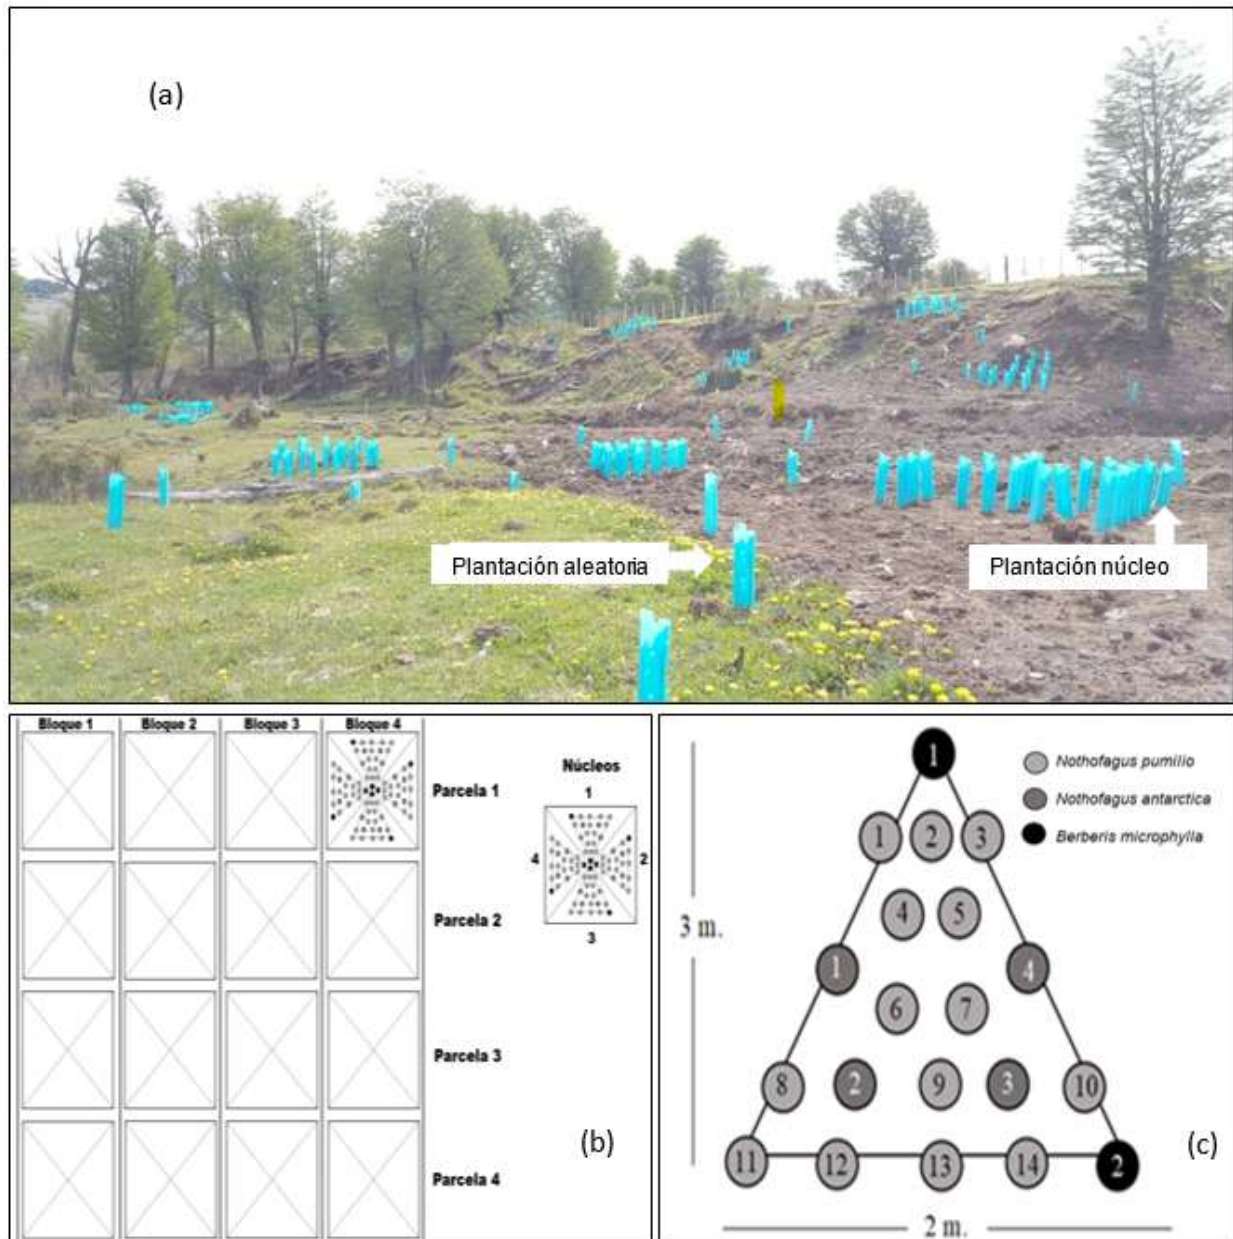 (a)
Plantación aleatoria
Plantación núcleo
Bloque 1 Bloque 2 Bloque 3 Bloque 4
Parcela 1
Parcela 2
Parcela 3
Parcela 4
Núcleos
1
4 2
3
(b)
1
1 2 3
4 5
1 4
6 7
8 2 9 3 10
11 12 13 14 2
3 m.
2 m.
Nothofagus pumilio
Nothofagus antarctica
Berberis microphylla
(c)